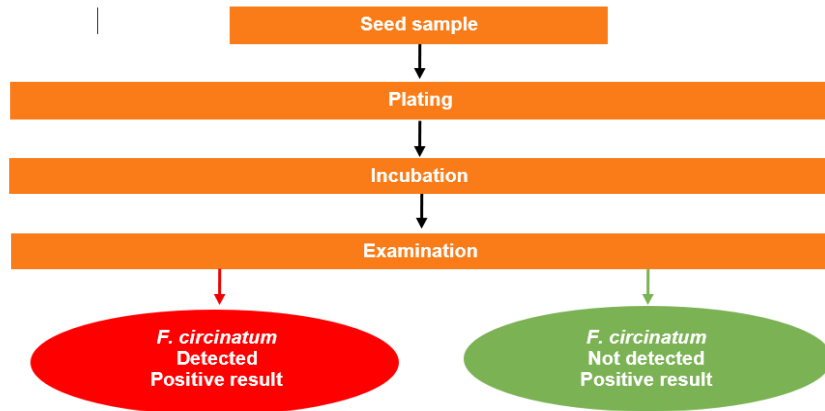 Seed sample
Plating
Incubation
Examination
F. circinatum
Detected
Positive result
F. circinatum
Not detected
Positive result